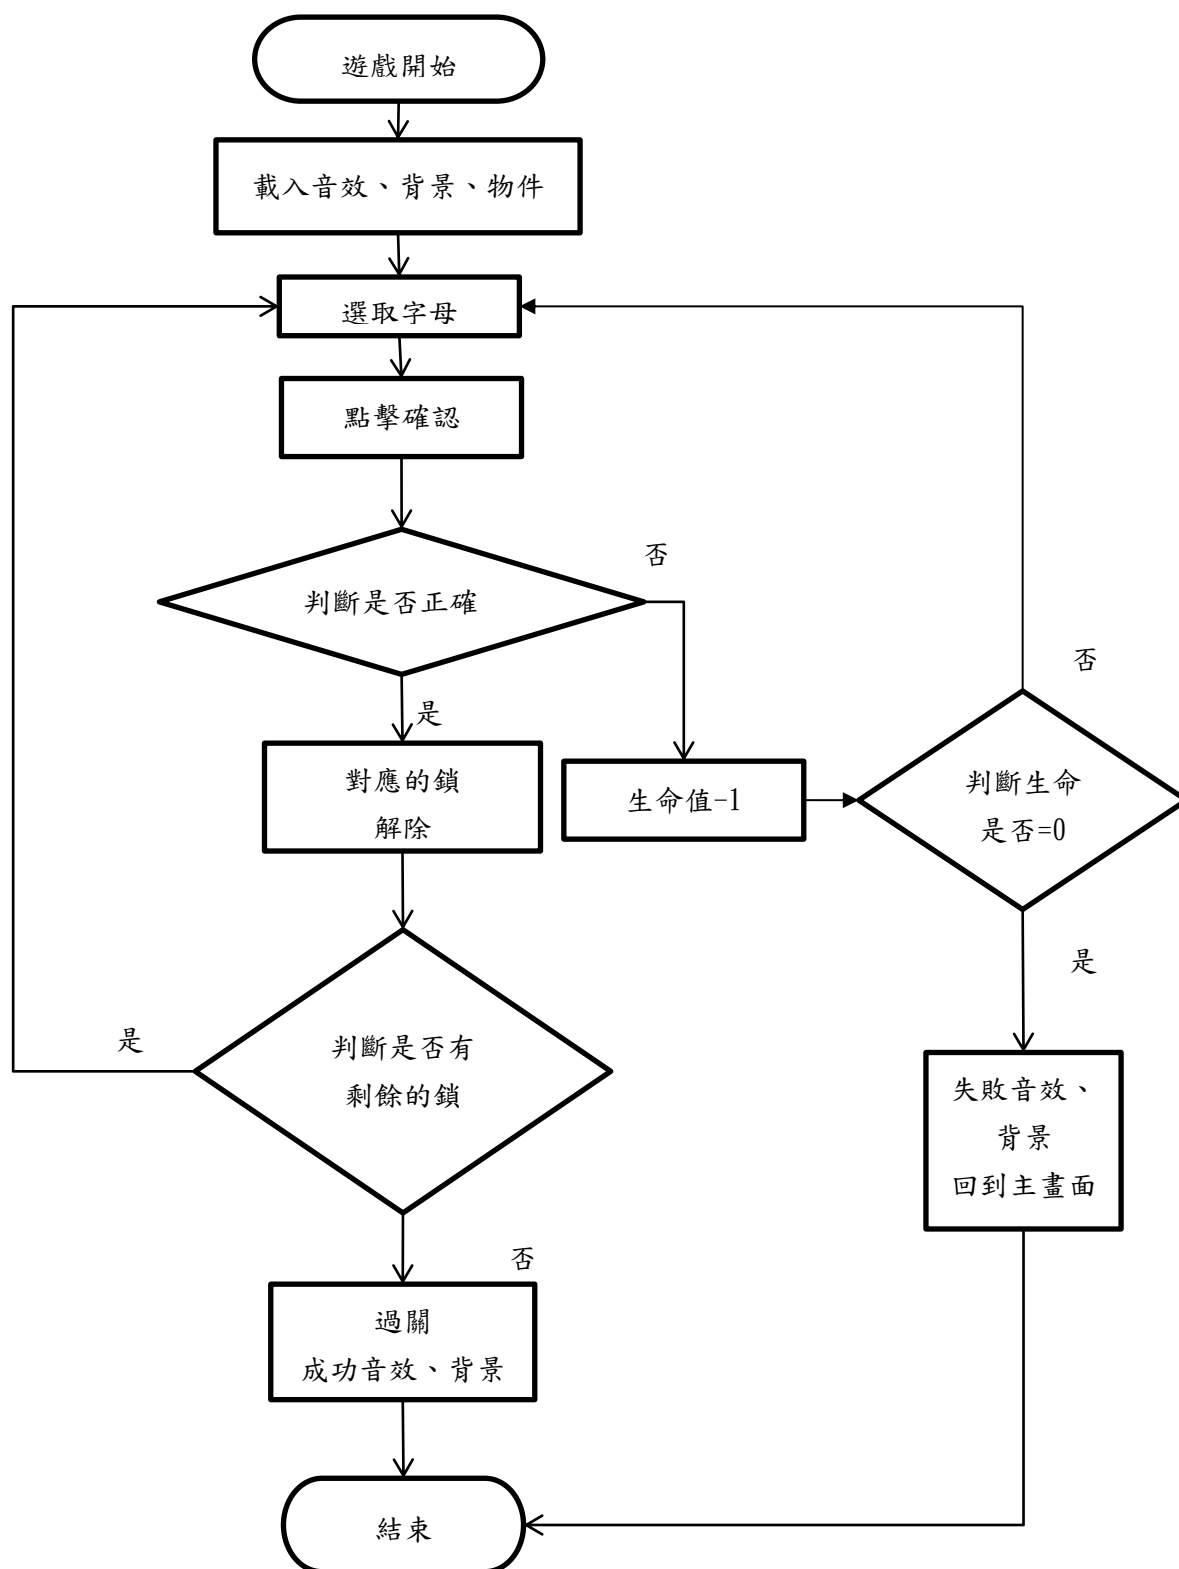 遊戲開始
載入音效、背景、物件
選取字母
點擊確認
否
判斷是否正確
否
是
對應的鎖
解除
生命值-1
判斷生命
是否=0
是
是
判斷是否有
剩餘的鎖
失敗音效、
背景
回到主畫面
否
過關
成功音效、背景
結束